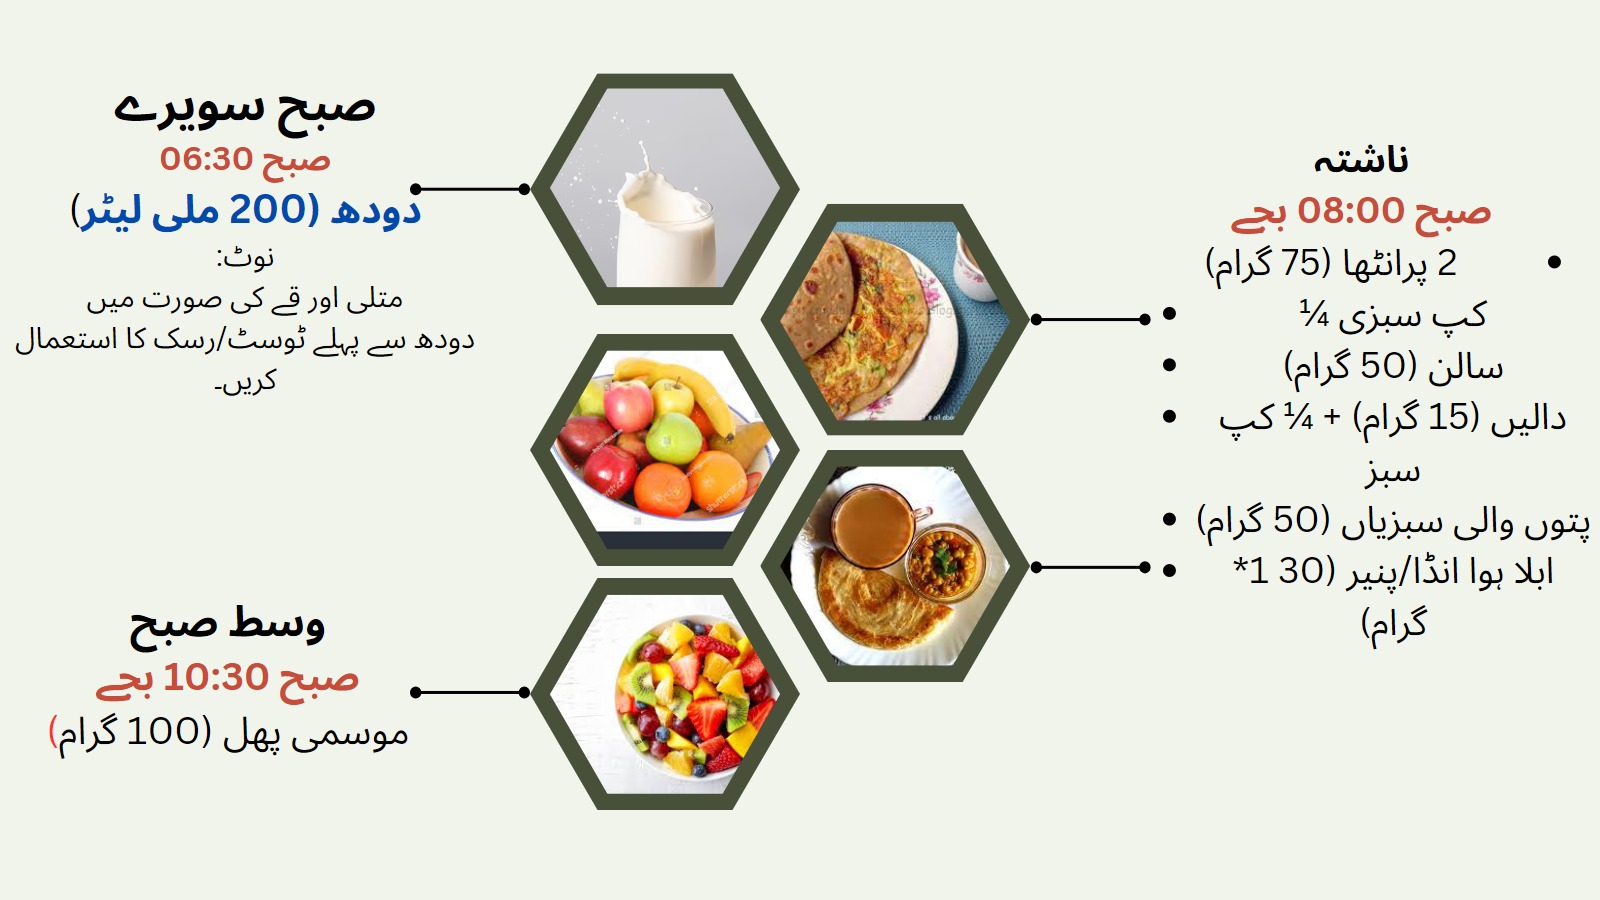 صبح سویرے
صبح 06:30
دودھ (200 ملی لیٹر)
نوٹ:
متلی اور قے کی صورت میں
دودھ سے پہلے ٹوسٹ/رسک کا استعمال
کریں۔
ناشتہ
صبح 08:00 بجے
2 پرانٹھا (75 گرام)
کپ سبزی ¼
سالن (50 گرام)
دالیں (15 گرام) + ¼ کپ
سبز
پتوں والی سبزیاں (50 گرام)
ابلا ہوا انڈا/پنیر (30 1*
گرام)
وسط صبح
صبح 10:30 بجے
موسمی پھل (100 گرام)